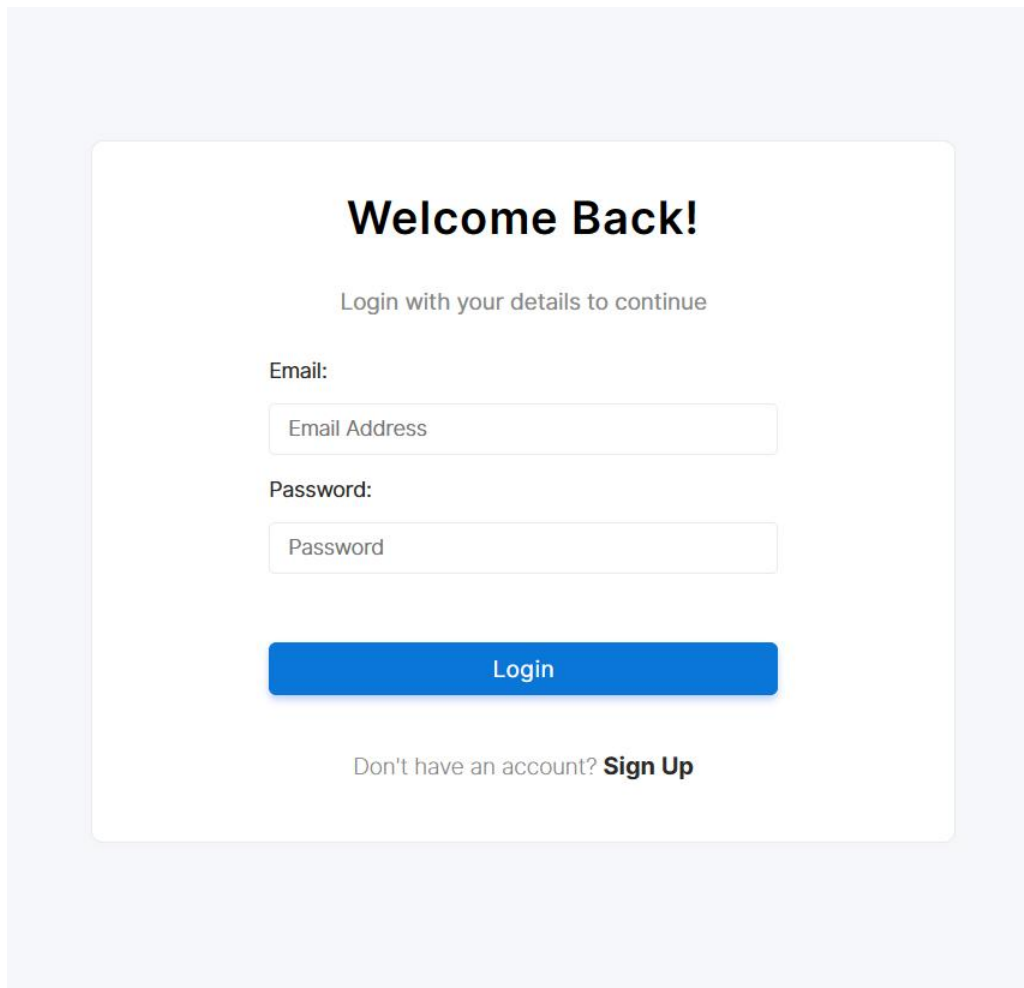 Welcome Back!
Login with your details to continue
Email:
Email Address
Password:
Password
Login
Don't have an account? Sign Up